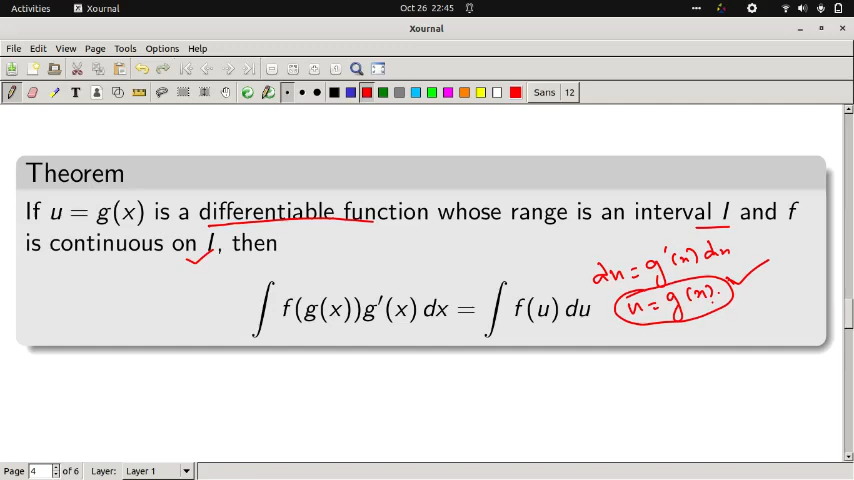 Activities Xournal Oct 26 22:45
Xournal
File Edit View Page Tools Options Help
Sans 12
Theorem
If u = g(x) is a differentiable function whose range is an interval I and f
is continuous on I, then
du = g'(x) dx
∫ f(g(x))g′(x) dx = ∫ f(u) du
u = g(x).
Page 4 of 6 Layer: Layer 1